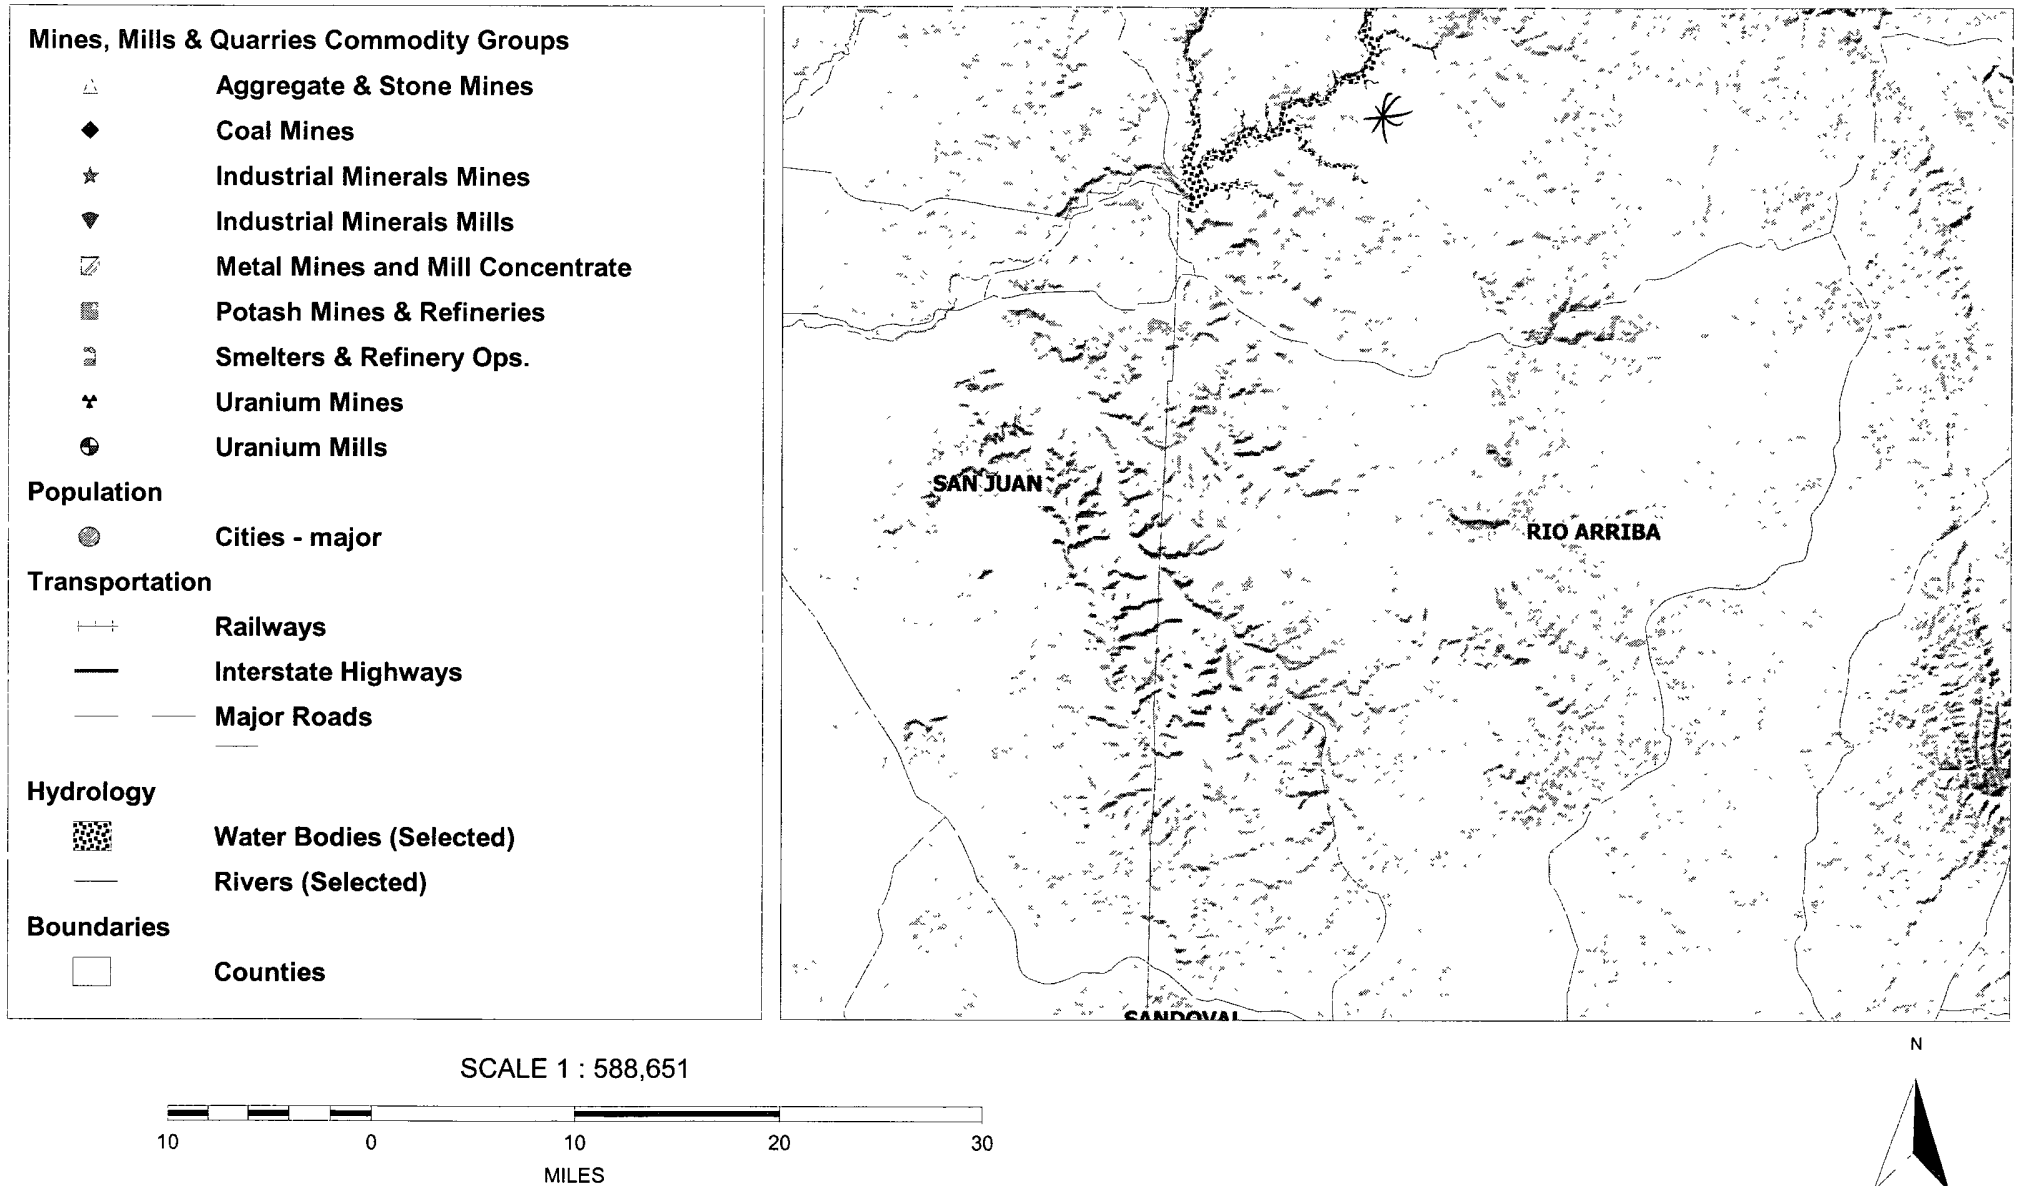 Mines, Mills & Quarries Commodity Groups
Aggregate & Stone Mines
Coal Mines
Industrial Minerals Mines
Industrial Minerals Mills
Metal Mines and Mill Concentrate
Potash Mines & Refineries
Smelters & Refinery Ops.
Uranium Mines
Uranium Mills
Population
Cities - major
Transportation
Railways
Interstate Highways
Major Roads
Hydrology
Water Bodies (Selected)
Rivers (Selected)
Boundaries
Counties
SAN JUAN
RIO ARRIBA
SANDOVAL
SCALE 1 : 588,651
10 0 10 20 30
MILES
N